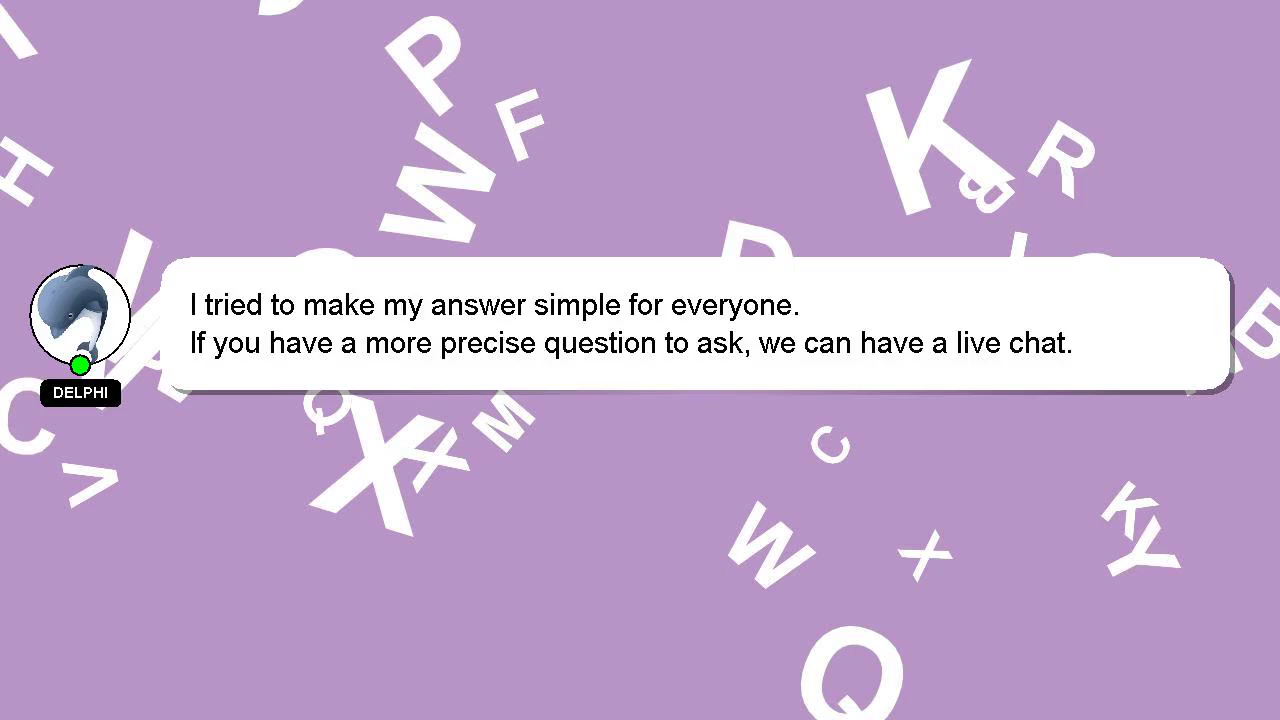 I tried to make my answer simple for everyone.
If you have a more precise question to ask, we can have a live chat.
DELPHI
P
F
W
K
R
B
H
D
B
C
V
Q
X
X
M
C
W
X
K
Y
Q